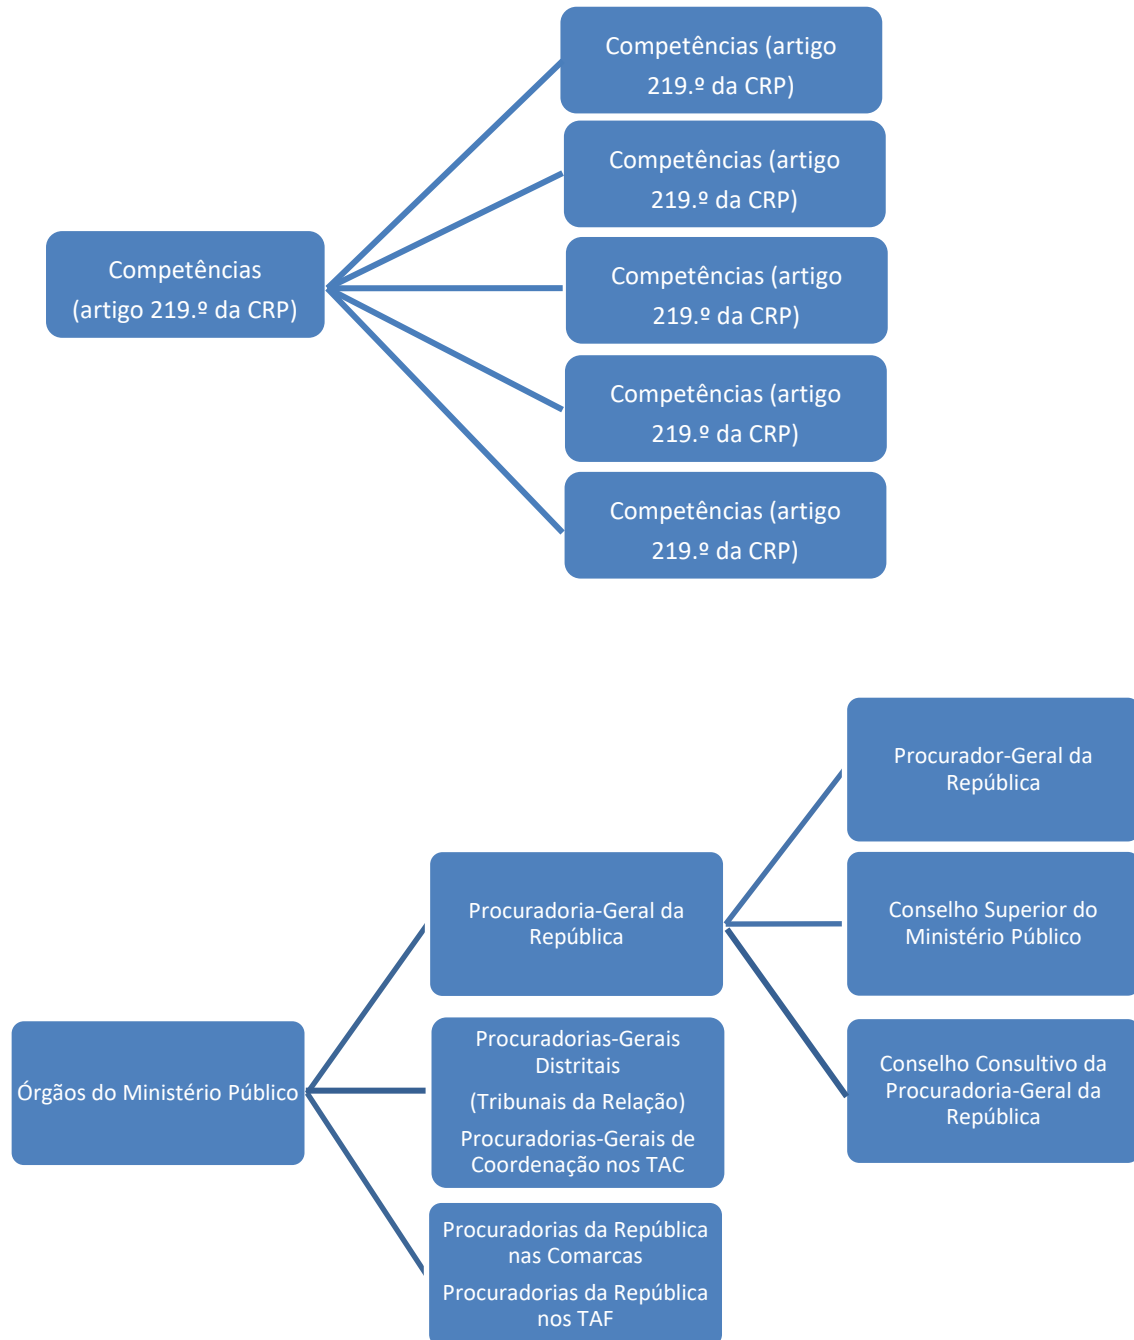 Competências
(artigo 219.º da CRP)
Competências (artigo
219.º da CRP)
Competências (artigo
219.º da CRP)
Competências (artigo
219.º da CRP)
Competências (artigo
219.º da CRP)
Competências (artigo
219.º da CRP)
Órgãos do Ministério Público
Procuradoria-Geral da
República
Procurador-Geral da
República
Conselho Superior do
Ministério Público
Conselho Consultivo da
Procuradoria-Geral da
República
Procuradorias-Gerais
Distritais
(Tribunais da Relação)
Procuradorias-Gerais de
Coordenação nos TAC
Procuradorias da República
nas Comarcas
Procuradorias da República
nos TAF